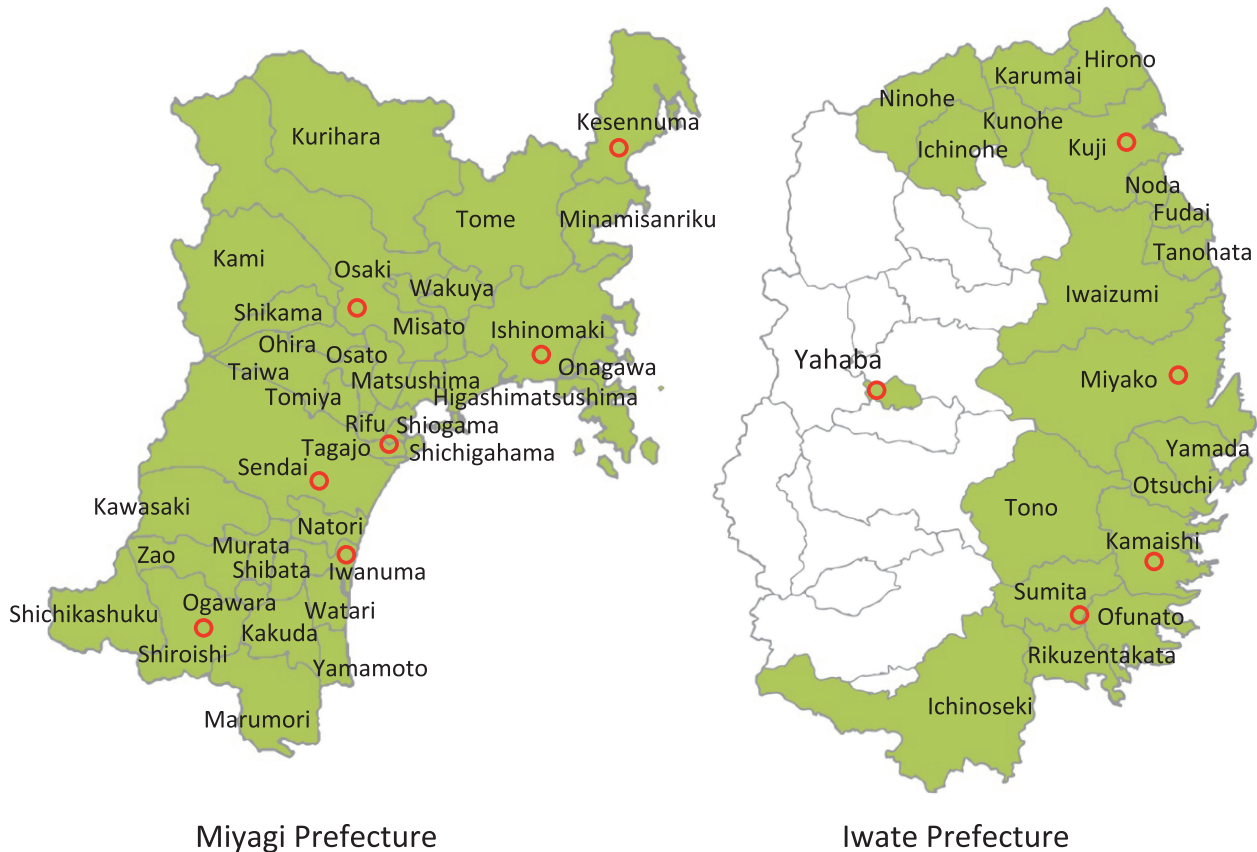 Kesennuma
Kurihara
Tome
Minamisanriku
Kami
Osaki
Wakuya
Shikama
Misato
Ishinomaki
Ohira
Osato
Onagawa
Taiwa
Matsushima
Tomiya
Higashimatsushima
Rifu
Shiogama
Tagajo
Shichigahama
Sendai
Kawasaki
Natori
Zao
Murata
Shibata
Iwanuma
Shichikashuku
Ogawara
Watari
Kakuda
Shiroishi
Yamamoto
Marumori
Miyagi Prefecture
Hirono
Karumai
Ninohe
Kunohe
Ichinohe
Kuji
Noda
Fudai
Tanohata
Iwaizumi
Yahaba
Miyako
Yamada
Otsuchi
Tono
Kamaishi
Sumita
Ofunato
Rikuzentakata
Ichinoseki
Iwate Prefecture